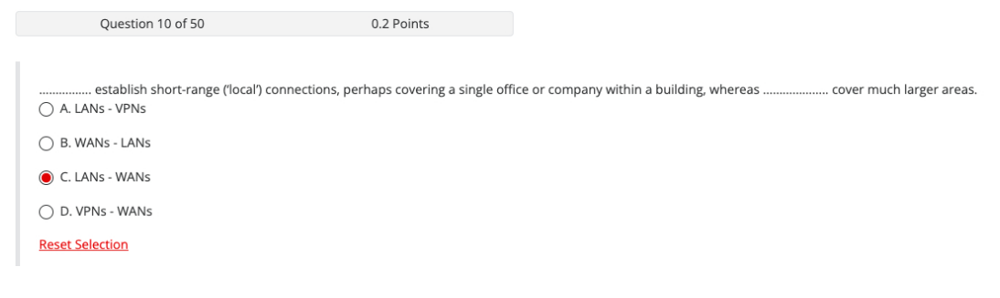 Question 10 of 50 0.2 Points
................ establish short-range ('local') connections, perhaps covering a single office or company within a building, whereas .................... cover much larger areas.
A. LANs - VPNs
B. WANs - LANs
C. LANs - WANs
D. VPNs - WANs
Reset Selection